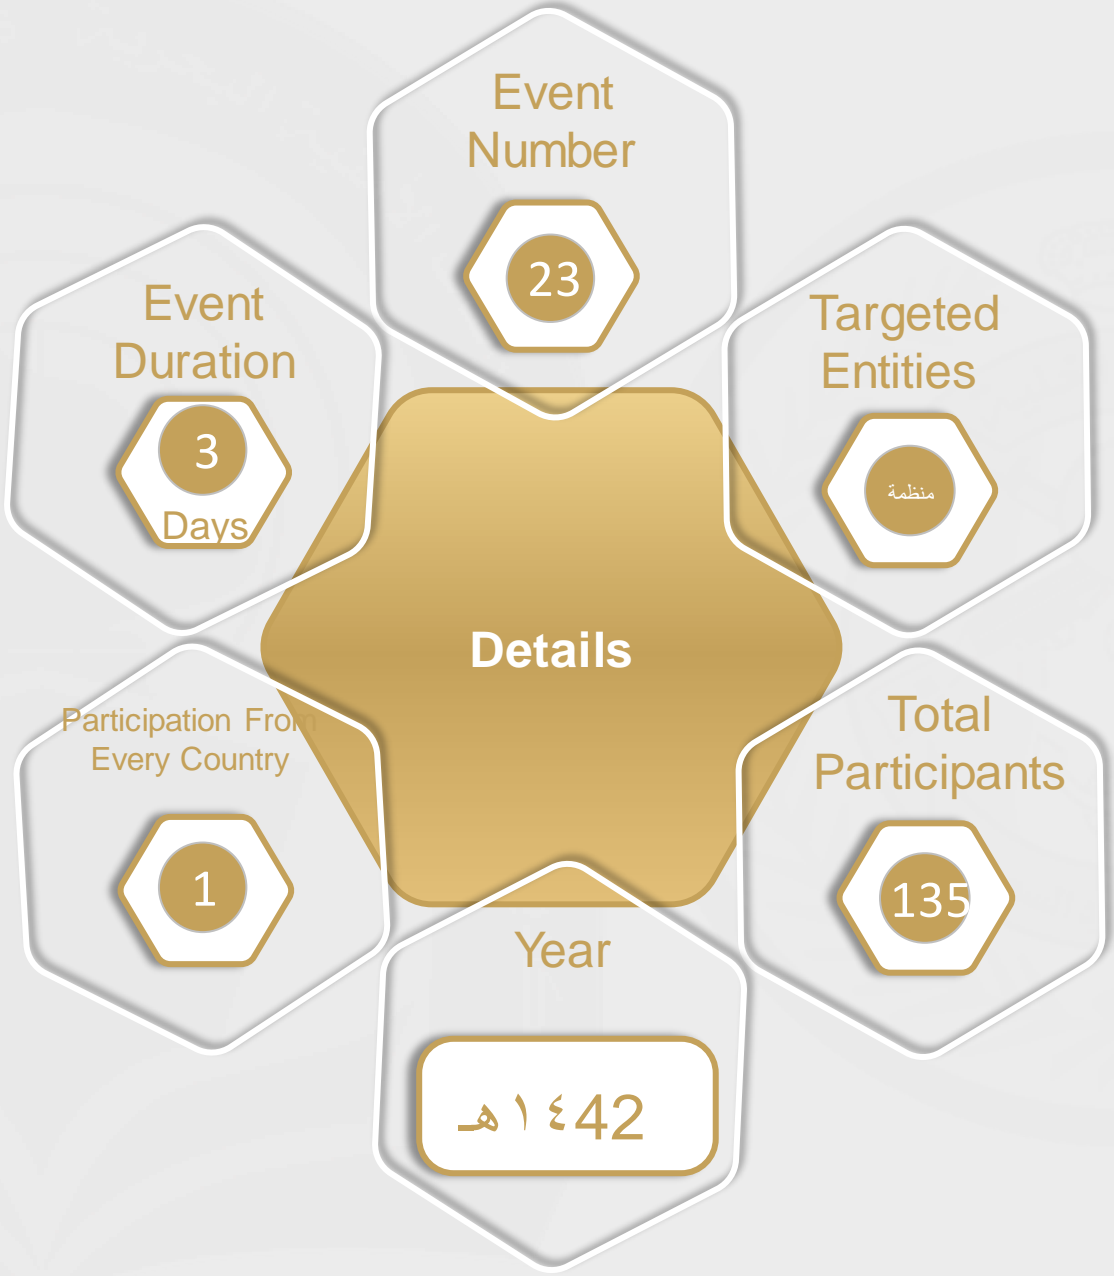 Event
Number
23
Event
Duration
3
Days
Targeted
Entities
منظمة
Details
Participation From
Every Country
1
Total
Participants
135
Year
١٤42هـ